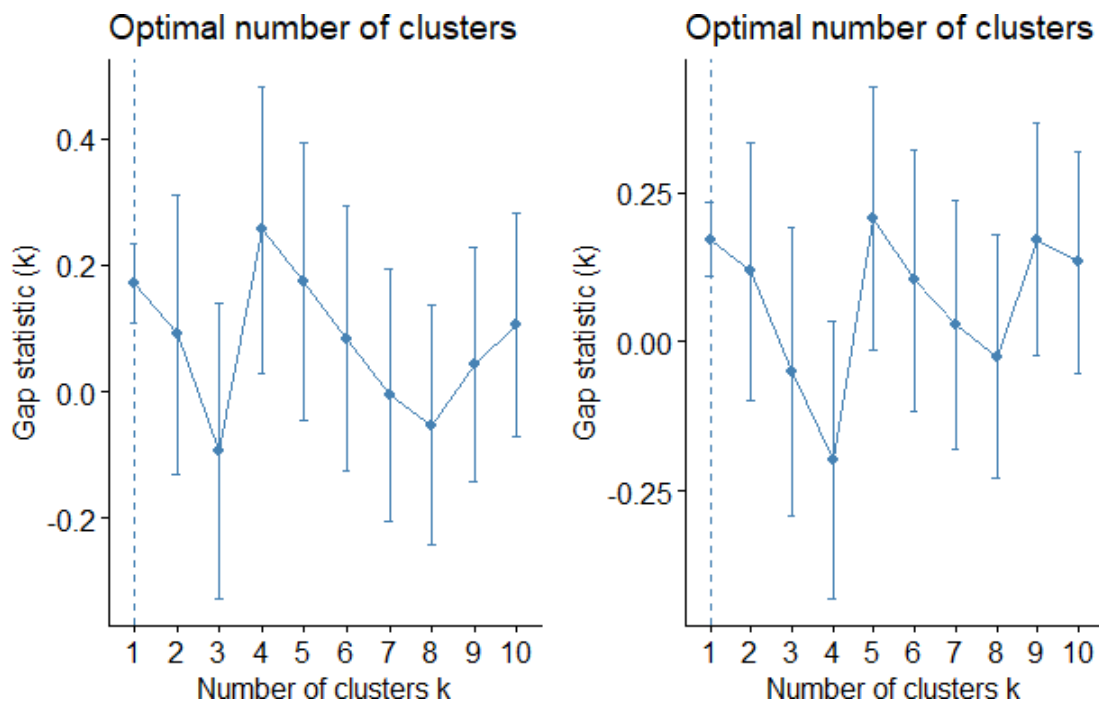 Optimal number of clusters
Gap statistic (k)
0.4
0.2
0.0
-0.2
1 2 3 4 5 6 7 8 9 10
Number of clusters k
Optimal number of clusters
Gap statistic (k)
0.25
0.00
-0.25
1 2 3 4 5 6 7 8 9 10
Number of clusters k